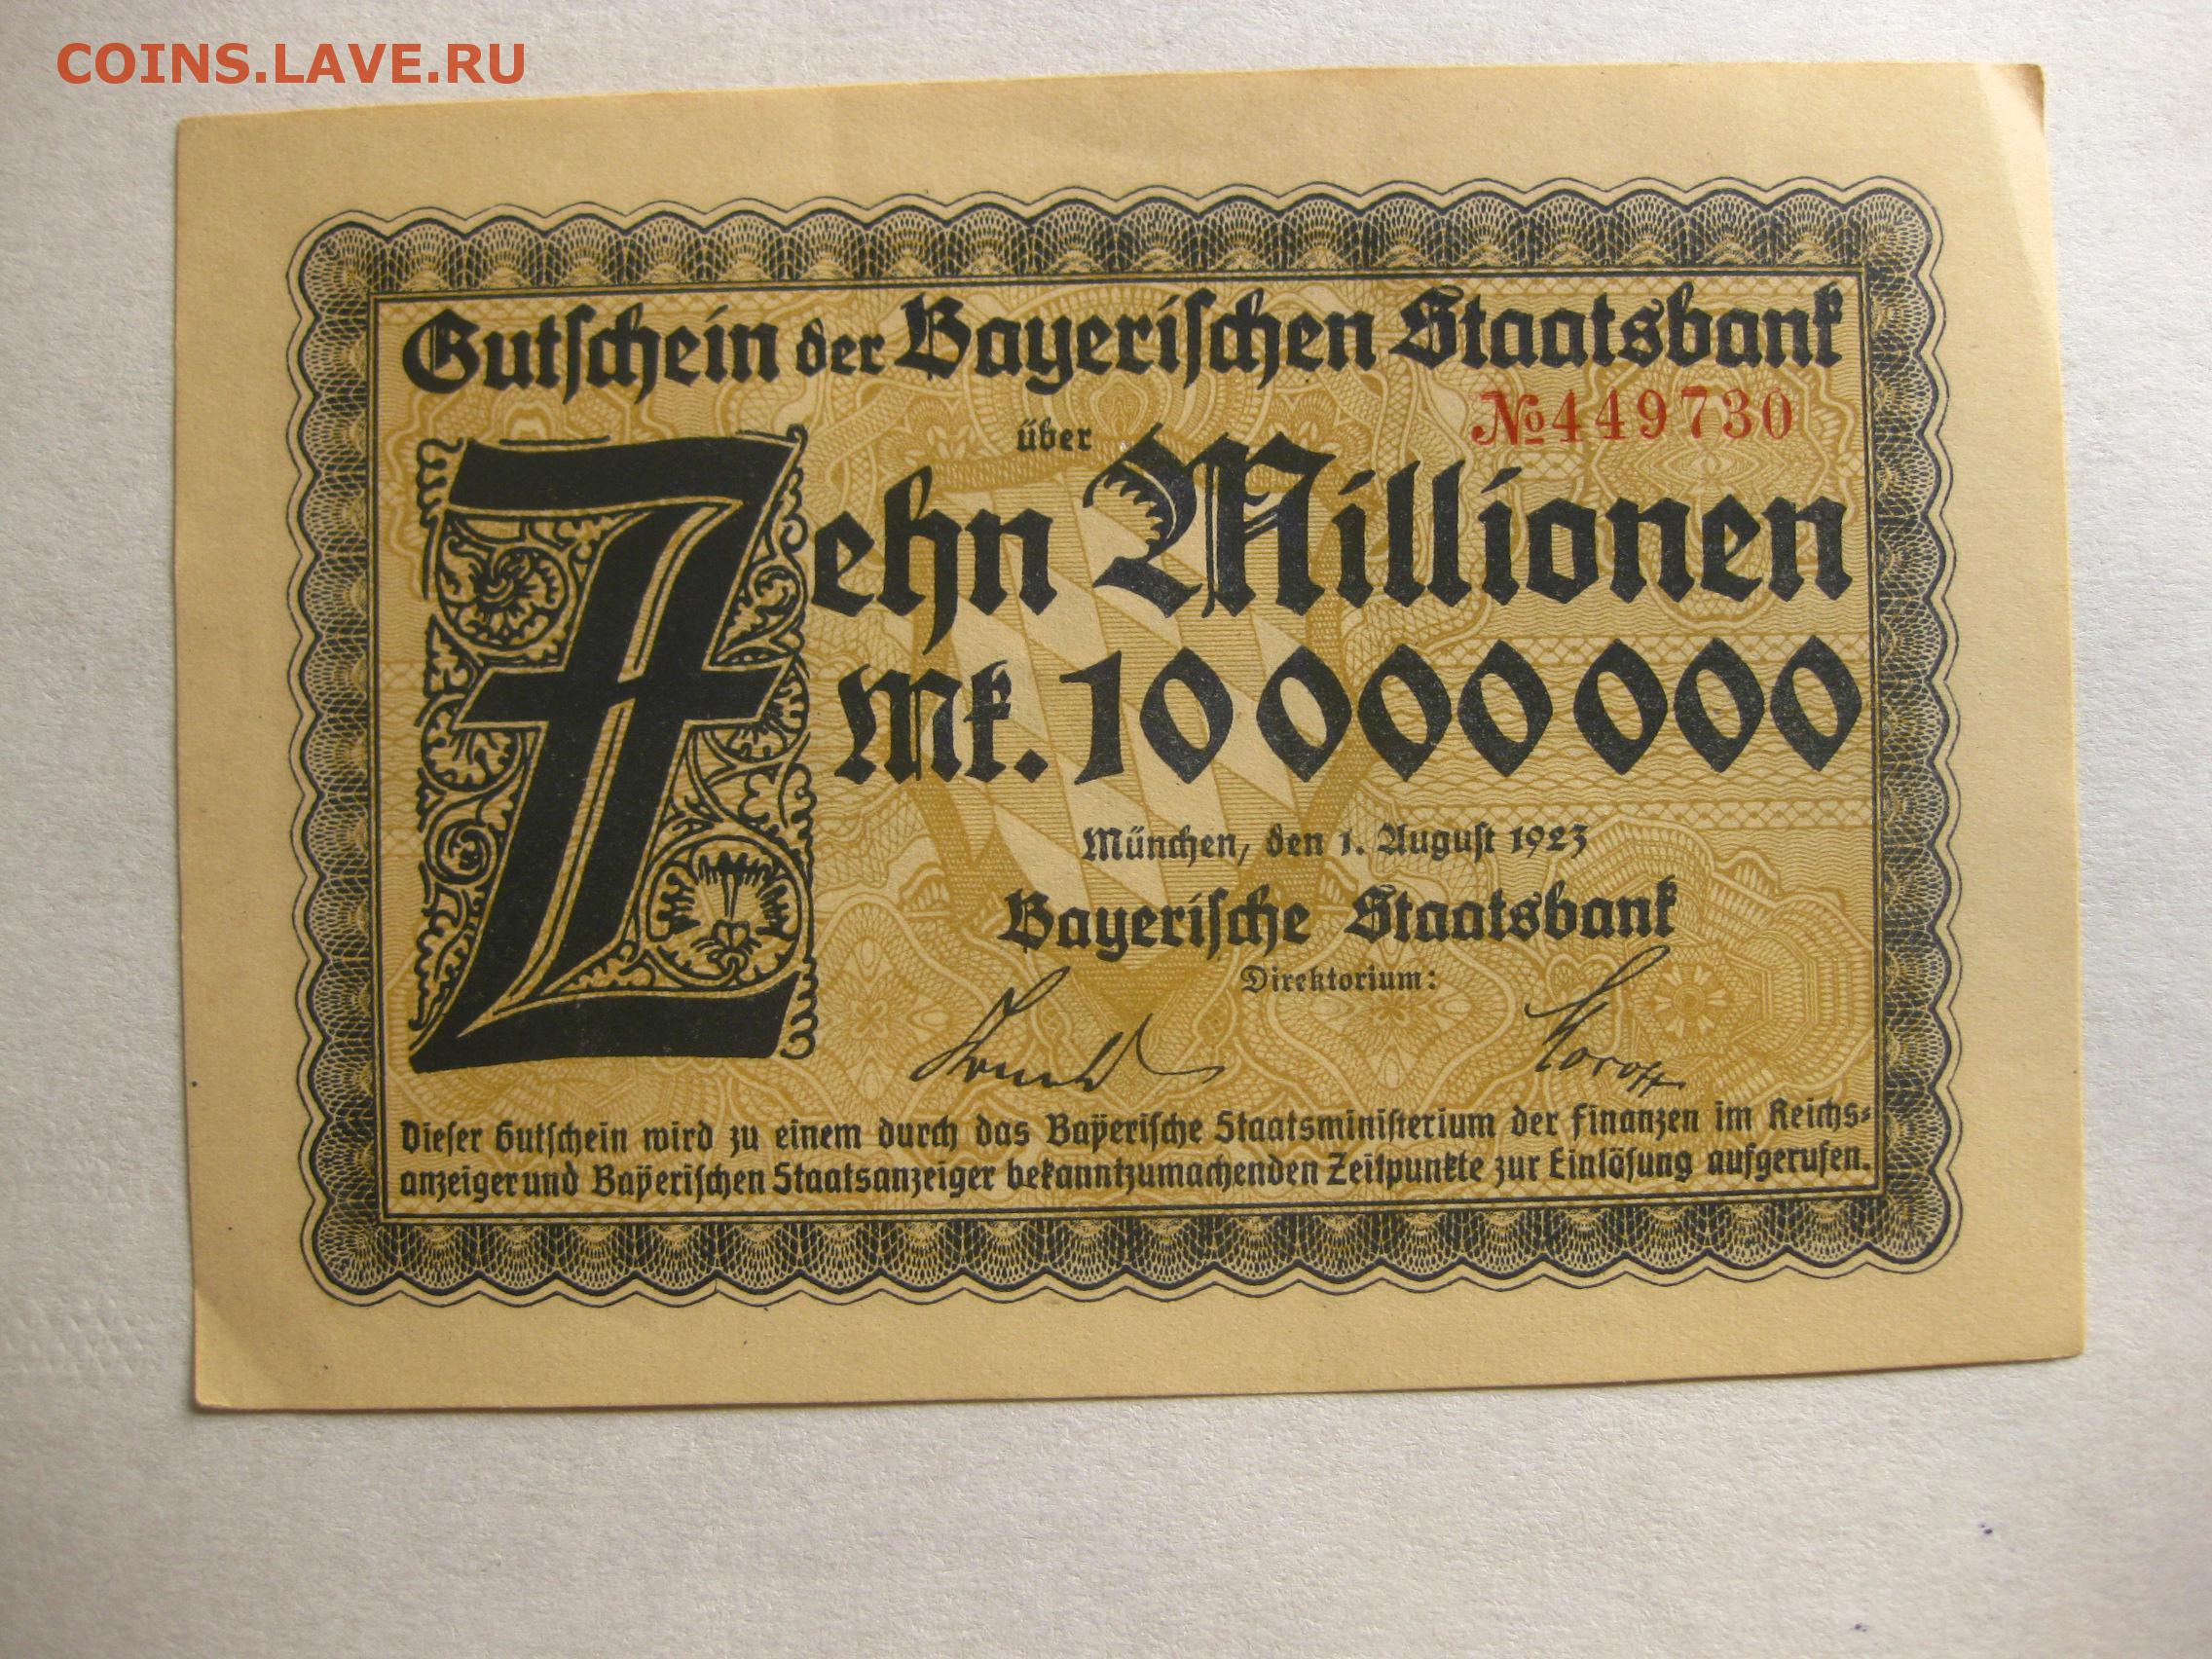 COINS.LAVE.RU
Gutschein der Bayerischen Staatsbank
№449730
über
Zehn Millionen
Mk. 10000000
München, den 1. August 1923
Bayerische Staatsbank
Direktorium:
Dieser Gutschein wird zu einem durch das Baÿerische Staatsministerium der Finanzen im Reichs-
anzeiger und Baÿerischen Staatsanzeiger bekanntzumachenden Zeitpunkte zur Einlösung aufgerufen.